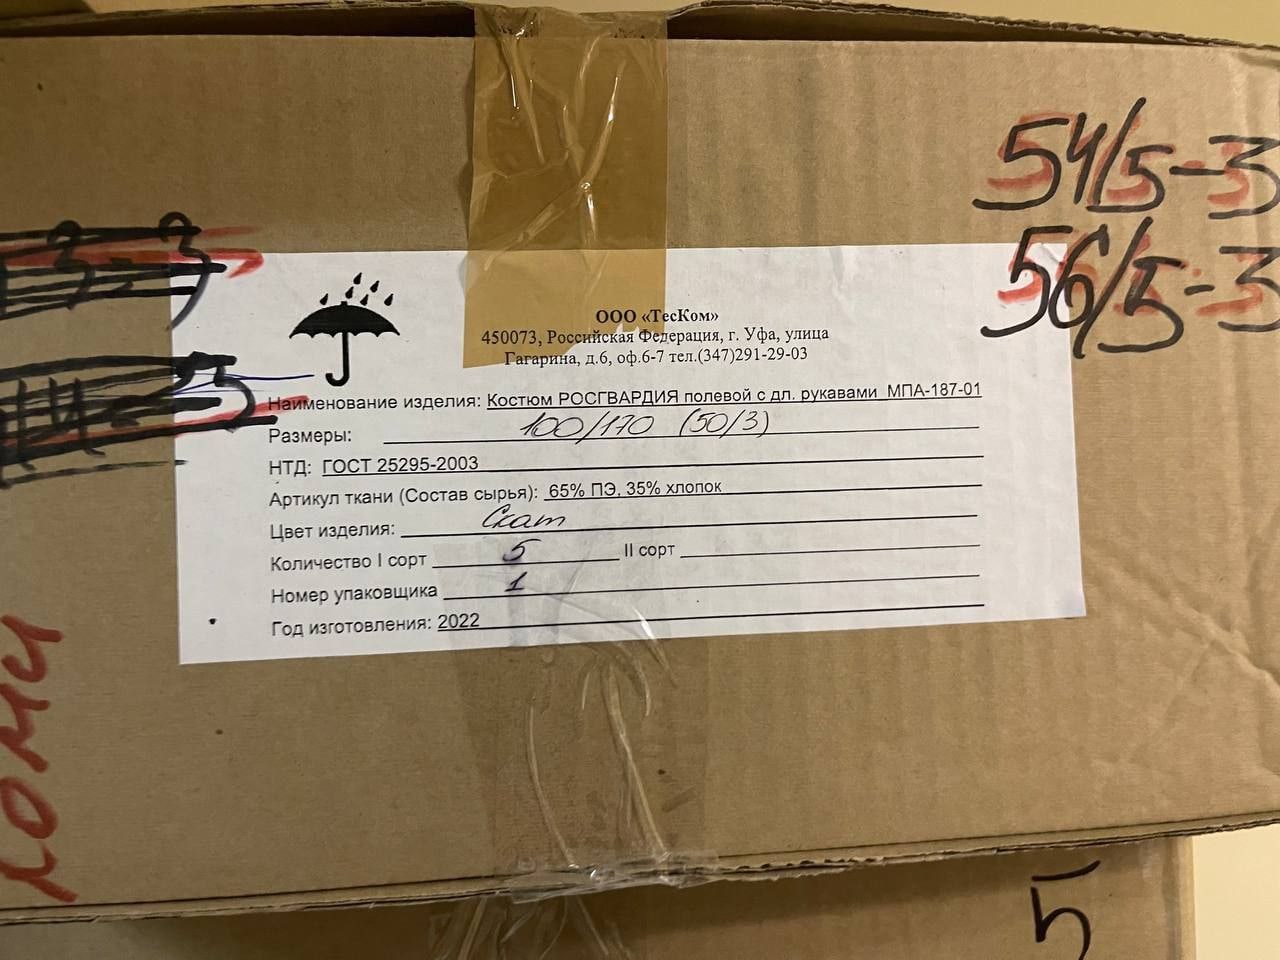 54/5-3
56/5-3
ООО «ТесКом»
450073, Российская Федерация, г. Уфа, улица
Гагарина, д.6, оф.6-7 тел.(347)291-29-03
Наименование изделия: Костюм РОСГВАРДИЯ полевой с дл. рукавами МПА-187-01
Размеры: 100/170 (50/3)
НТД: ГОСТ 25295-2003
Артикул ткани (Состав сырья): 65% ПЭ, 35% хлопок
Цвет изделия: Скат
Количество I сорт 5 II сорт
Номер упаковщика 1
Год изготовления: 2022
5